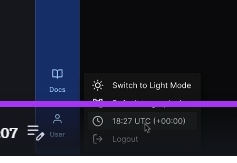 Switch to Light Mode
Docs
18:27 UTC (+00:00)
07
User
Logout